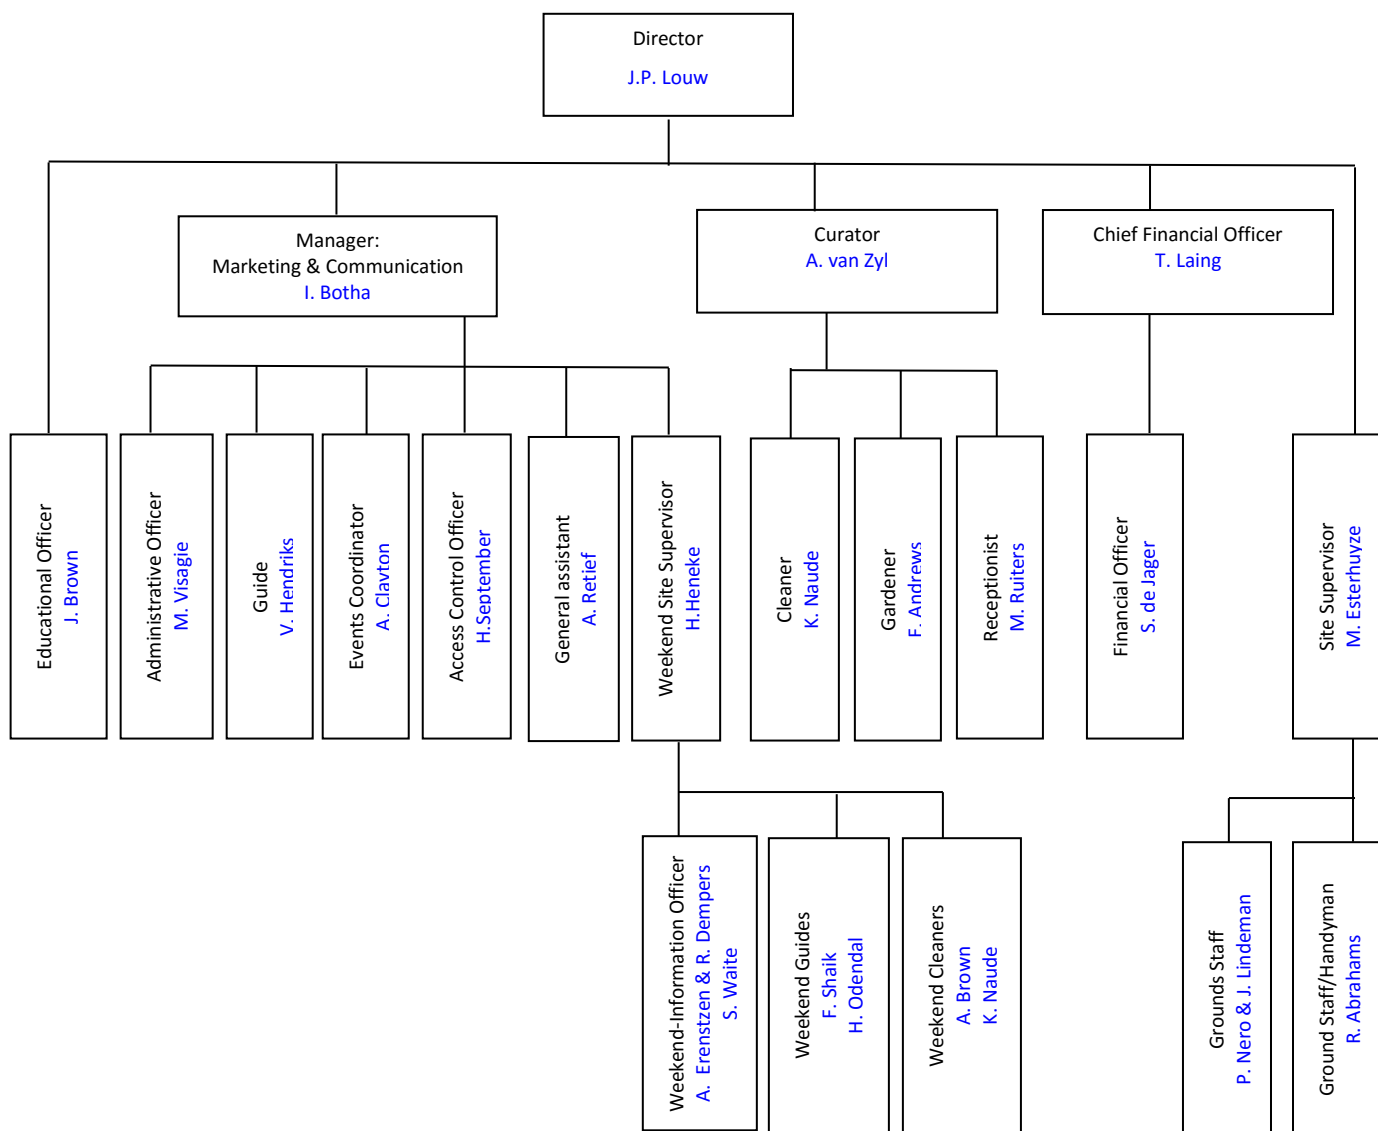 Director
J.P. Louw
Manager:
Marketing & Communication
I. Botha
Curator
A. van Zyl
Chief Financial Officer
T. Laing
Educational Officer
J. Brown
Administrative Officer
M. Visagie
Guide
V. Hendriks
Events Coordinator
A. Clayton
Access Control Officer
H.September
General assistant
A. Retief
Weekend Site Supervisor
H.Heneke
Cleaner
K. Naude
Gardener
F. Andrews
Receptionist
M. Ruiters
Financial Officer
S. de Jager
Site Supervisor
M. Esterhuyze
Weekend-Information Officer
A. Erenstzen & R. Dempers
S. Waite
Weekend Guides
F. Shaik
H. Odendal
Weekend Cleaners
A. Brown
K. Naude
Grounds Staff
P. Nero & J. Lindeman
Ground Staff/Handyman
R. Abrahams